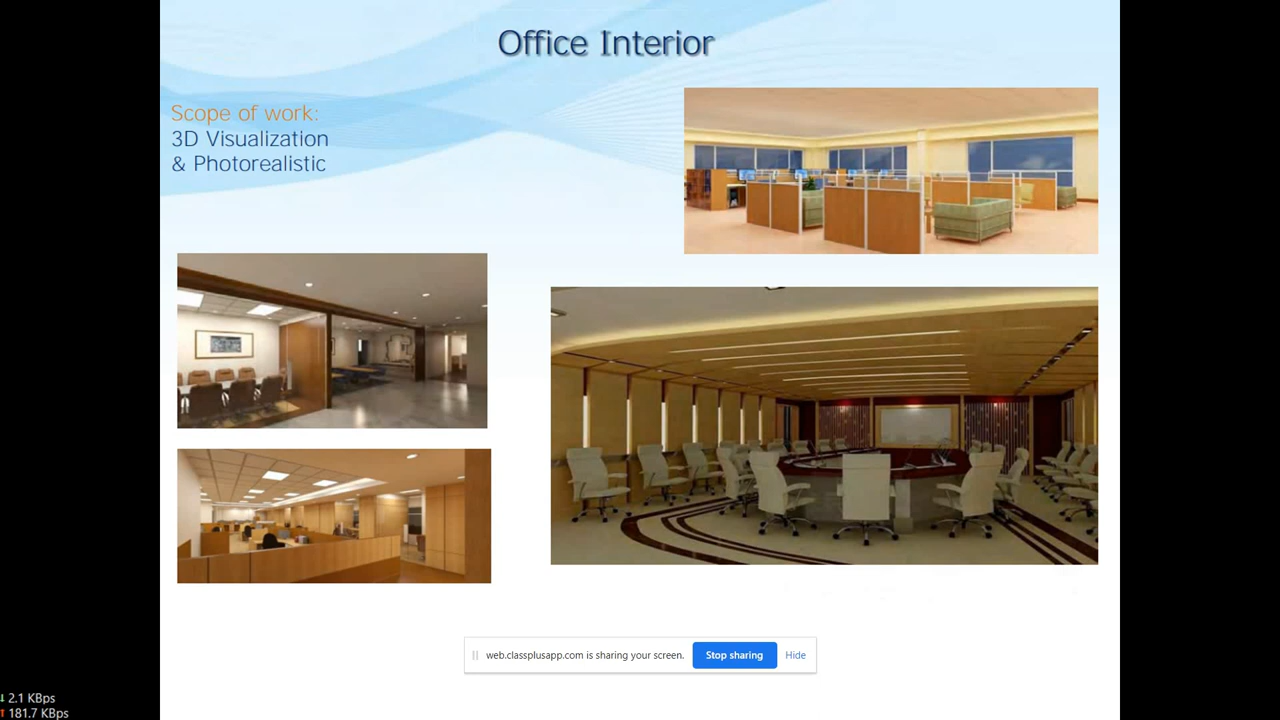 Office Interior
Scope of work:
3D Visualization
& Photorealistic
web.classplusapp.com is sharing your screen.
Stop sharing
Hide
2.1 KBps
181.7 KBps